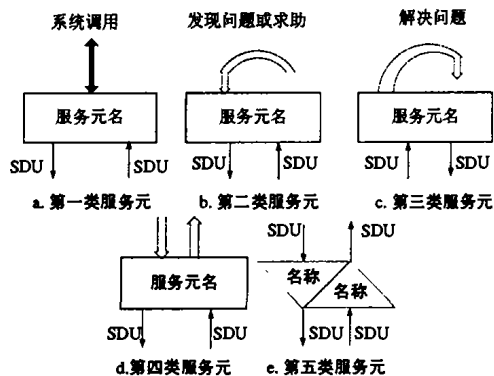 系统调用 发现问题或求助 解决问题
服务元名 服务元名 服务元名
SDU SDU SDU SDU SDU SDU
a. 第一类服务元 b. 第二类服务元 c. 第三类服务元
SDU SDU
服务元名 名称 名称
SDU SDU SDU SDU
d.第四类服务元 e. 第五类服务元